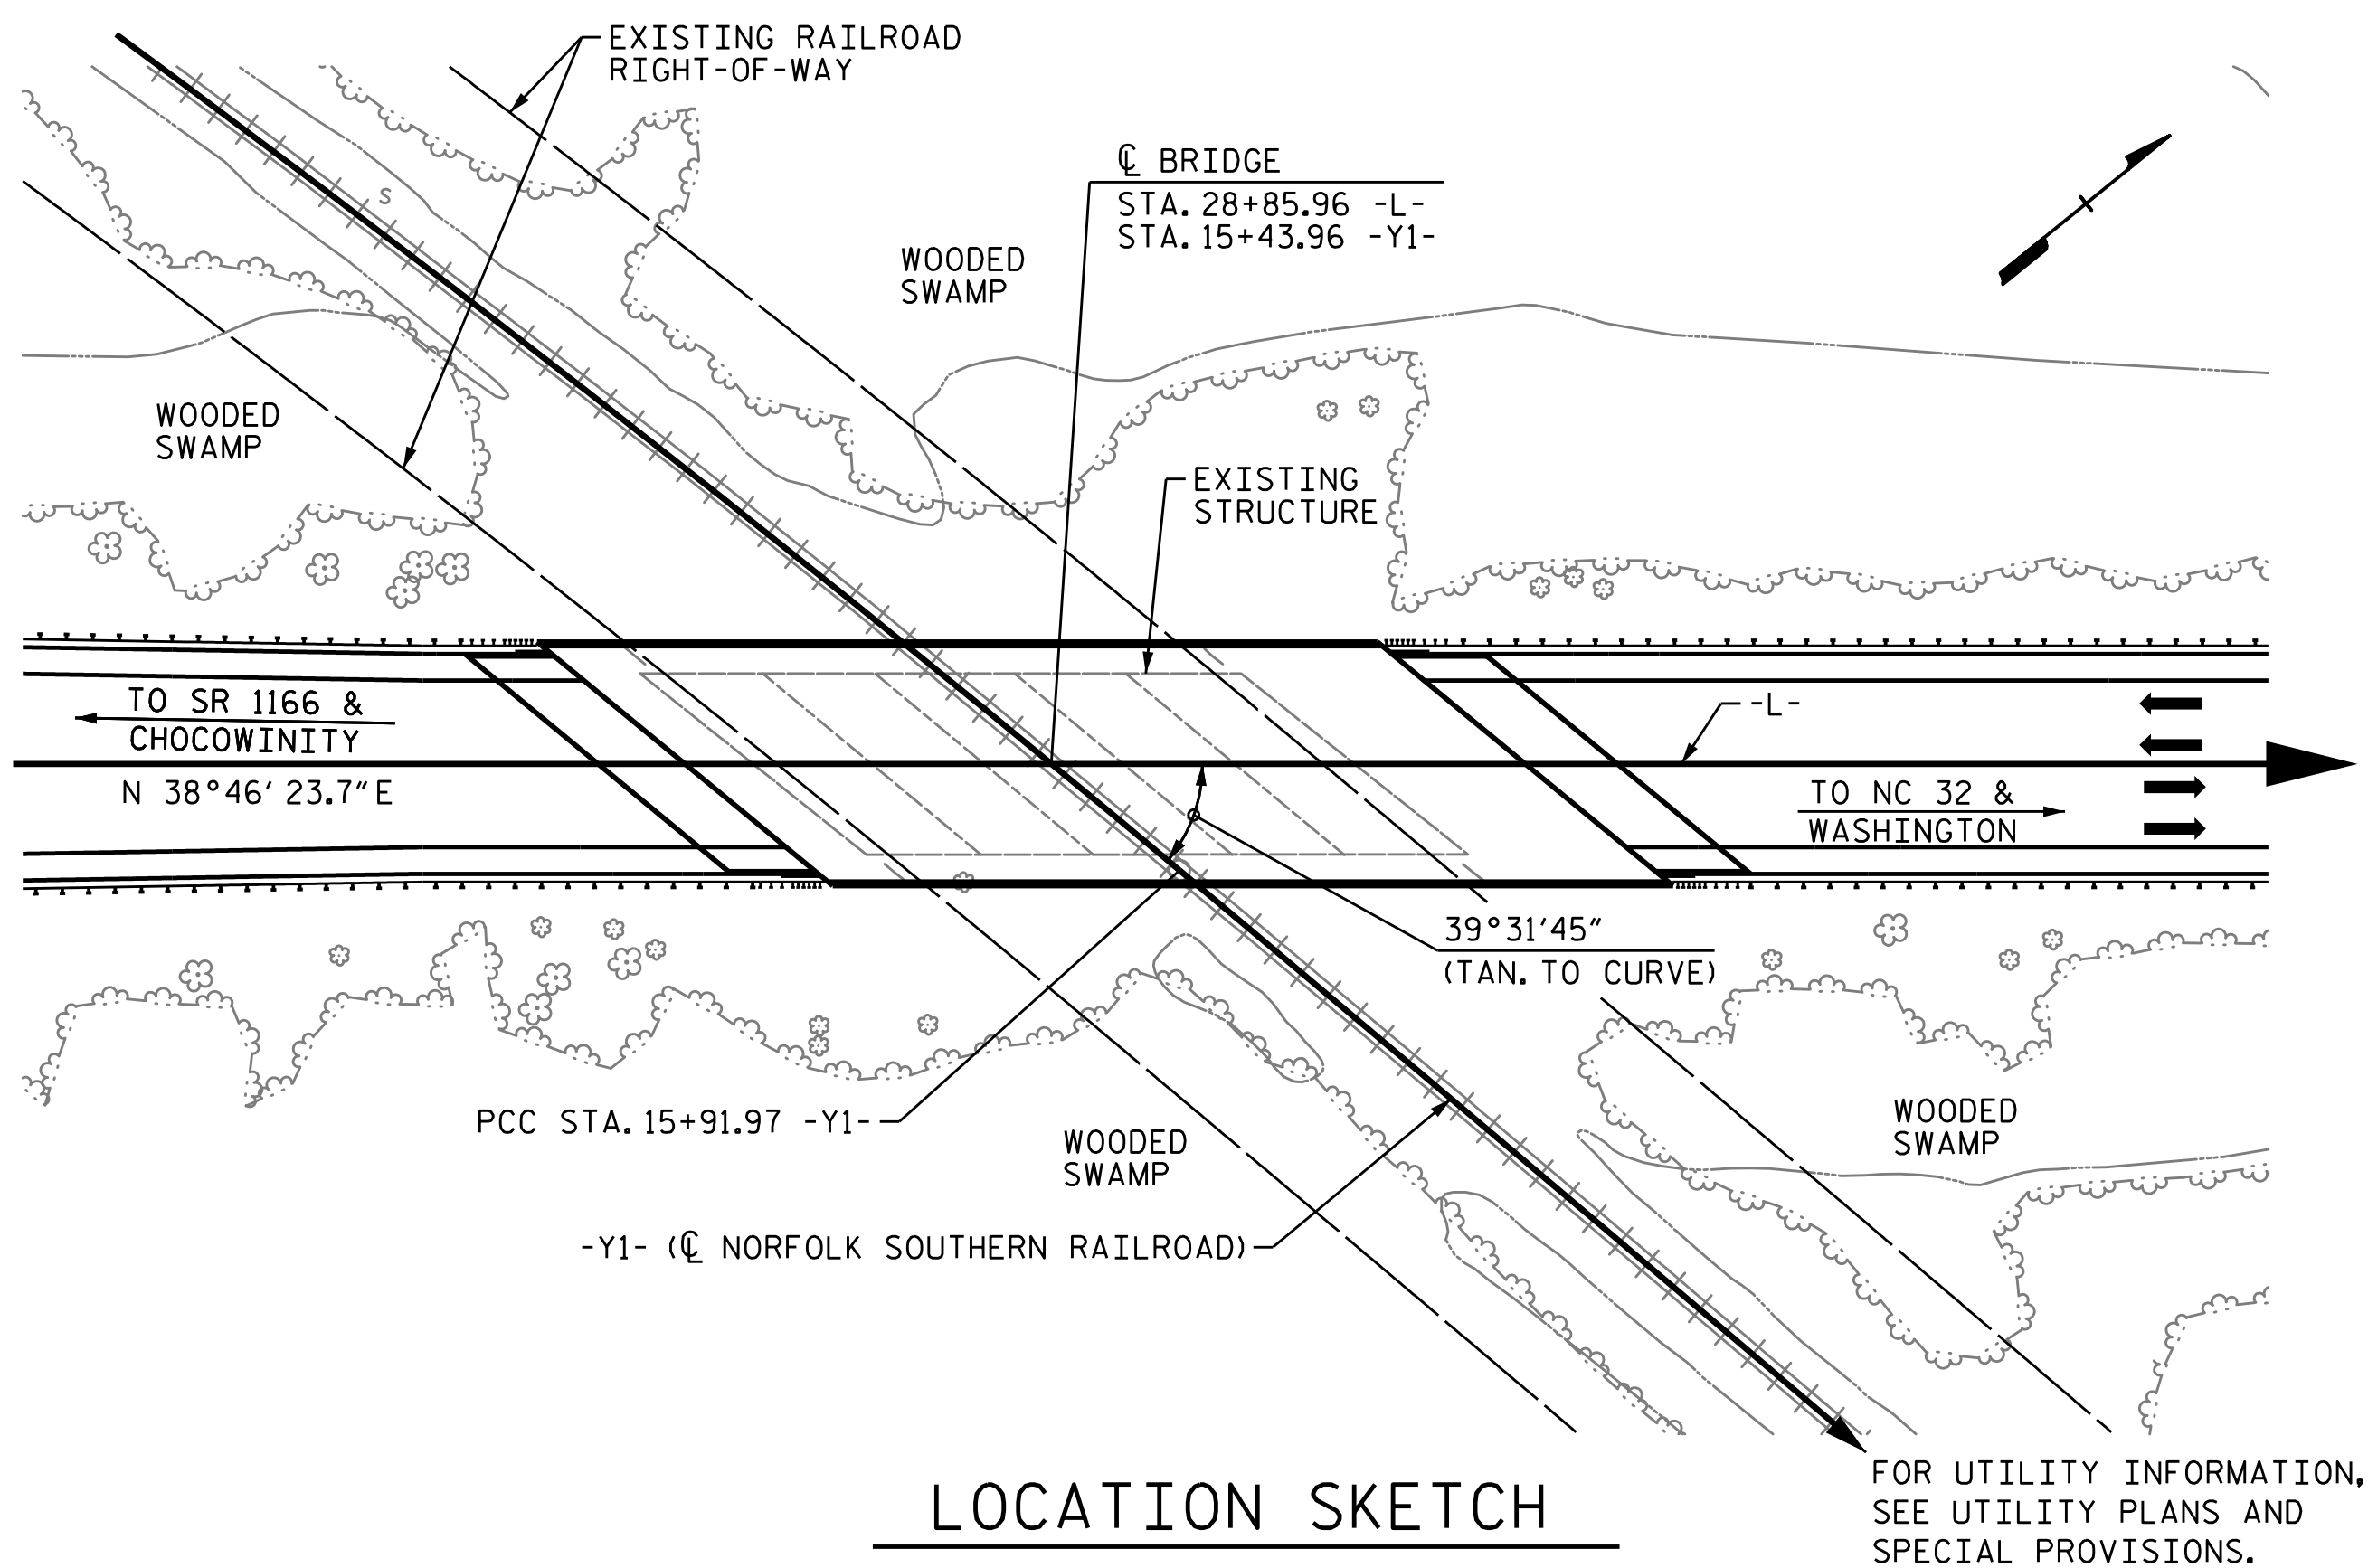 EXISTING RAILROAD
RIGHT-OF-WAY
℄ BRIDGE
STA. 28+85.96 -L-
STA. 15+43.96 -Y1-
S
WOODED
SWAMP
WOODED
SWAMP
EXISTING
STRUCTURE
TO SR 1166 &
CHOCOWINITY
N 38°46'23.7"E
-L-
TO NC 32 &
WASHINGTON
39°31'45"
(TAN. TO CURVE)
PCC STA. 15+91.97 -Y1-
WOODED
SWAMP
WOODED
SWAMP
-Y1- (℄ NORFOLK SOUTHERN RAILROAD)
FOR UTILITY INFORMATION,
SEE UTILITY PLANS AND
SPECIAL PROVISIONS.
LOCATION SKETCH